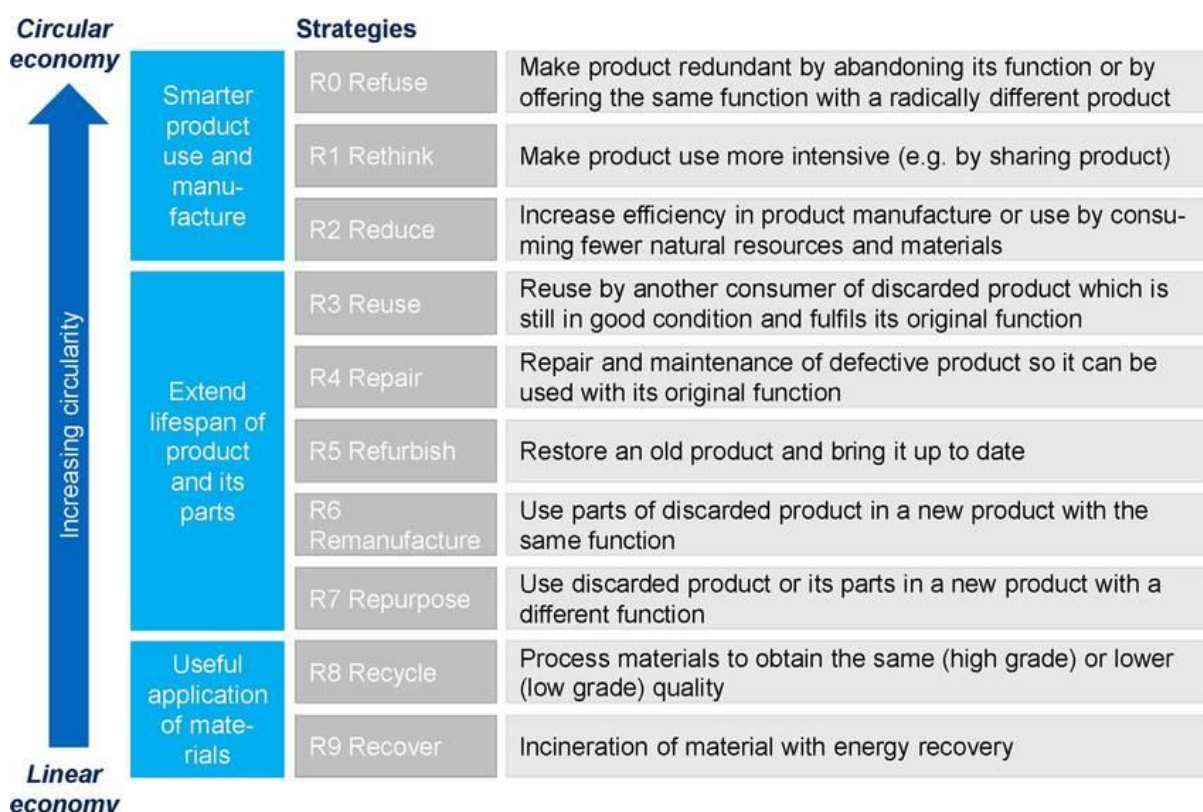 Circular
economy
Strategies
Smarter
product
use and
manu-
facture
R0 Refuse
Make product redundant by abandoning its function or by
offering the same function with a radically different product
R1 Rethink
Make product use more intensive (e.g. by sharing product)
R2 Reduce
Increase efficiency in product manufacture or use by consu-
ming fewer natural resources and materials
Increasing circularity
Extend
lifespan of
product
and its
parts
R3 Reuse
Reuse by another consumer of discarded product which is
still in good condition and fulfils its original function
R4 Repair
Repair and maintenance of defective product so it can be
used with its original function
R5 Refurbish
Restore an old product and bring it up to date
R6
Remanufacture
Use parts of discarded product in a new product with the
same function
R7 Repurpose
Use discarded product or its parts in a new product with a
different function
Useful
application
of mate-
rials
R8 Recycle
Process materials to obtain the same (high grade) or lower
(low grade) quality
R9 Recover
Incineration of material with energy recovery
Linear
economy